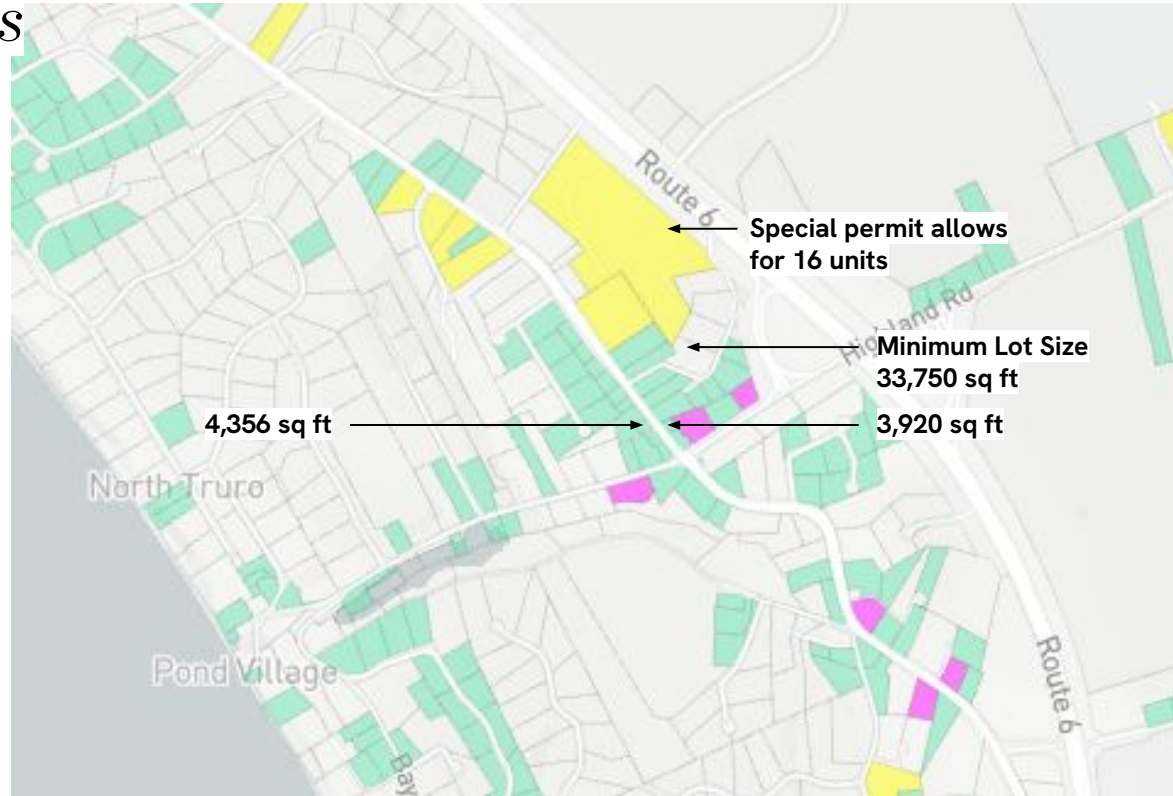 s
Route 6
Special permit allows
for 16 units
Highland Rd
Minimum Lot Size
33,750 sq ft
4,356 sq ft
3,920 sq ft
North Truro
Pond Village
Route 6
Bay